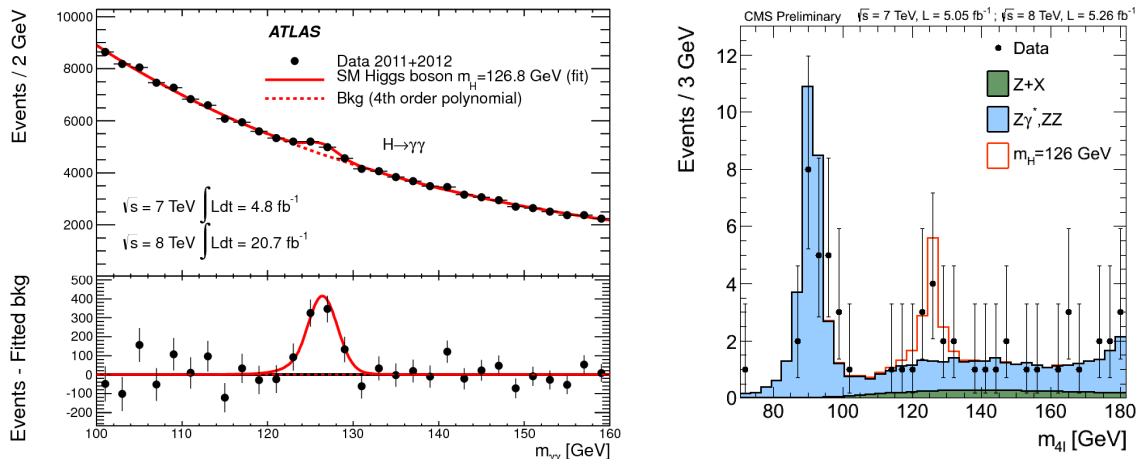 Events / 2 GeV
10000
8000
6000
4000
2000
ATLAS
Data 2011+2012
SM Higgs boson m_H=126.8 GeV (fit)
Bkg (4th order polynomial)
H→γγ
√s = 7 TeV ∫Ldt = 4.8 fb⁻¹
√s = 8 TeV ∫Ldt = 20.7 fb⁻¹
Events - Fitted bkg
500
400
300
200
100
0
-100
-200
100 110 120 130 140 150 160
m_γγ [GeV]
CMS Preliminary √s = 7 TeV, L = 5.05 fb⁻¹ ; √s = 8 TeV, L = 5.26 fb⁻¹
Events / 3 GeV
12
10
8
6
4
2
0
Data
Z+X
Zγ*,ZZ
m_H=126 GeV
80 100 120 140 160 180
m_4l [GeV]